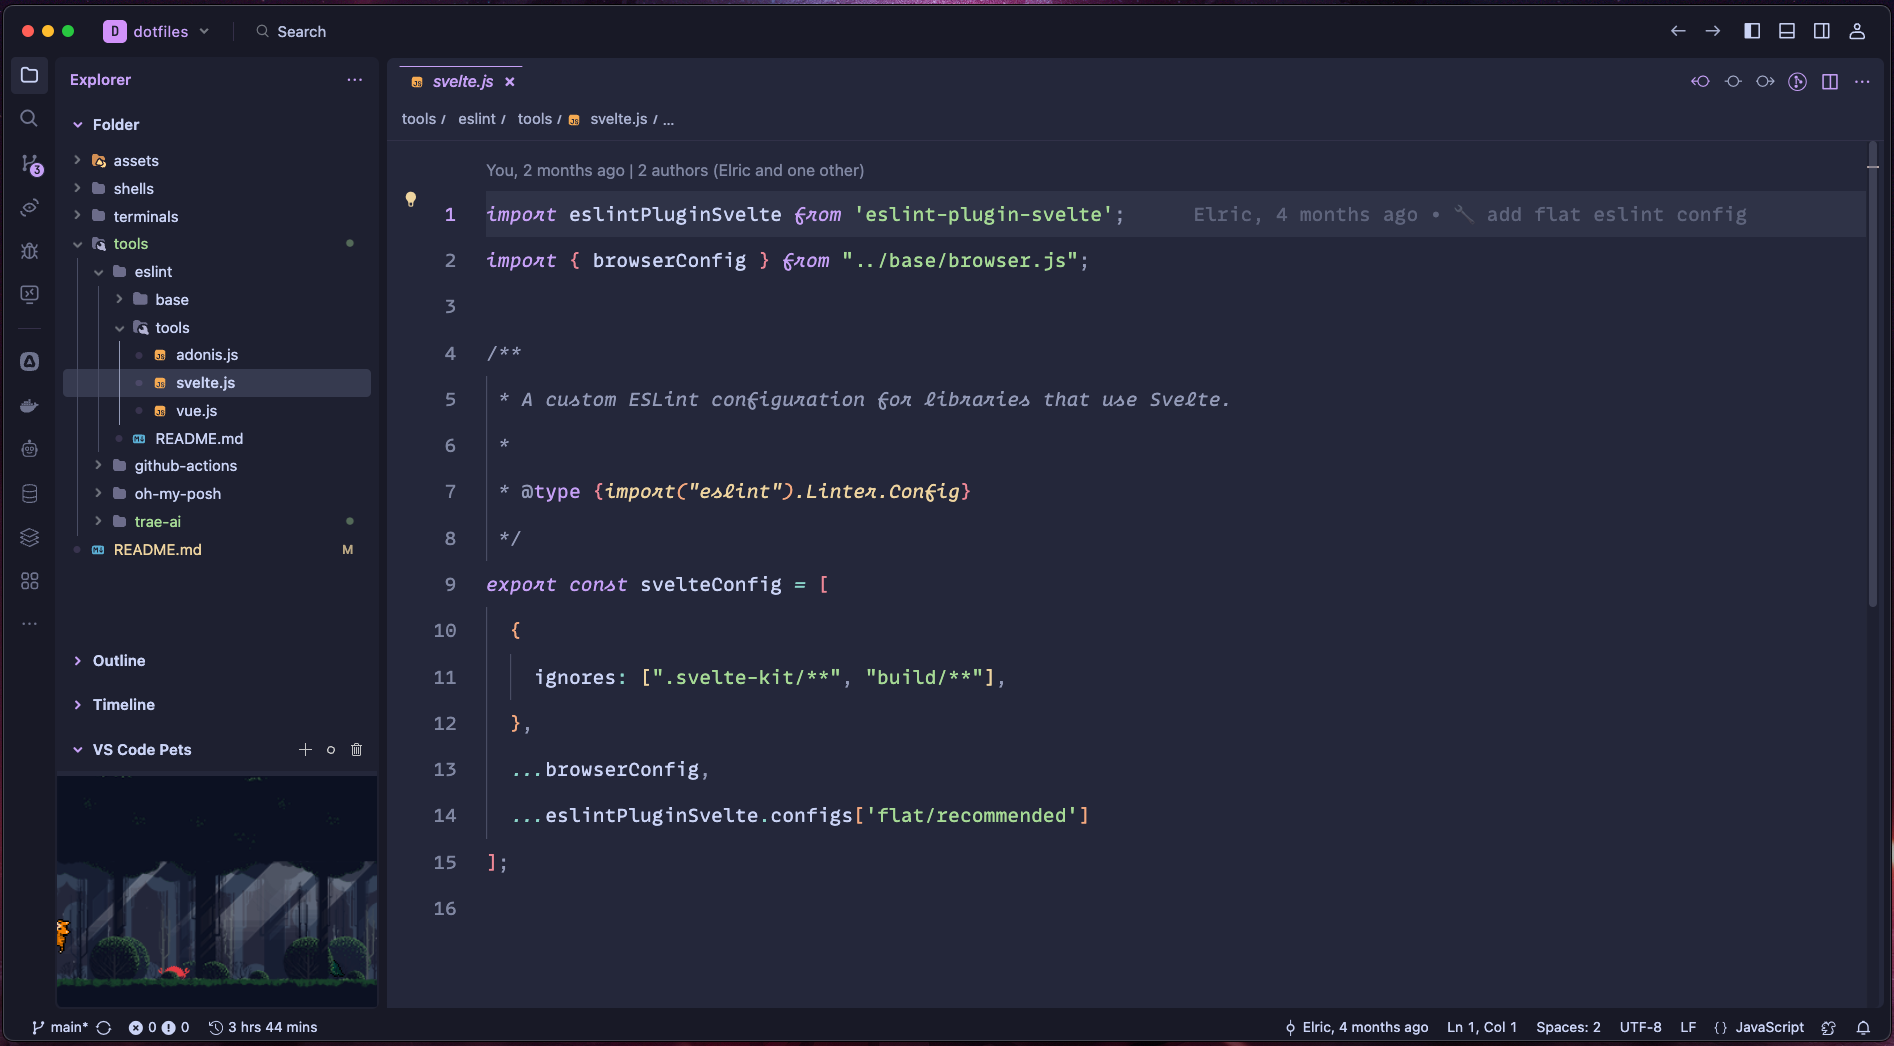 D dotfiles Search
Explorer
Folder
assets
shells
terminals
tools
eslint
base
tools
adonis.js
svelte.js
vue.js
README.md
github-actions
oh-my-posh
trae-ai
README.md M
Outline
Timeline
VS Code Pets
3
svelte.js
tools / eslint / tools / svelte.js / ...
You, 2 months ago | 2 authors (Elric and one other)
1 import eslintPluginSvelte from 'eslint-plugin-svelte'; Elric, 4 months ago • 🔧 add flat eslint config
2 import { browserConfig } from "../base/browser.js";
3
4 /**
5 * A custom ESLint configuration for libraries that use Svelte.
6 *
7 * @type {import("eslint").Linter.Config}
8 */
9 export const svelteConfig = [
10 {
11 ignores: [".svelte-kit/**", "build/**"],
12 },
13 ...browserConfig,
14 ...eslintPluginSvelte.configs['flat/recommended']
15 ];
16
main* 0 0 3 hrs 44 mins
Elric, 4 months ago Ln 1, Col 1 Spaces: 2 UTF-8 LF {} JavaScript